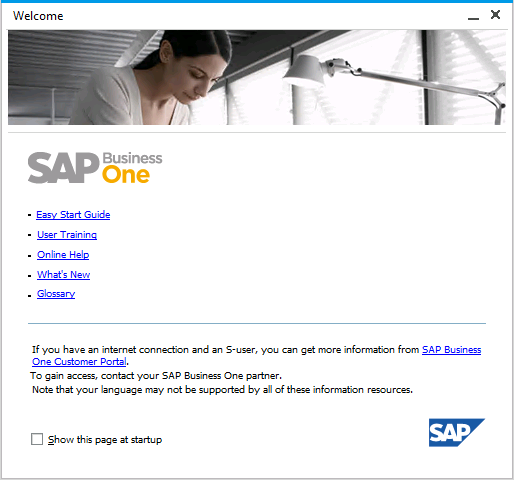 Welcome
SAP Business
One
Easy Start Guide
User Training
Online Help
What's New
Glossary
If you have an internet connection and an S-user, you can get more information from SAP Business
One Customer Portal.
To gain access, contact your SAP Business One partner.
Note that your language may not be supported by all of these information resources.
SAP
Show this page at startup